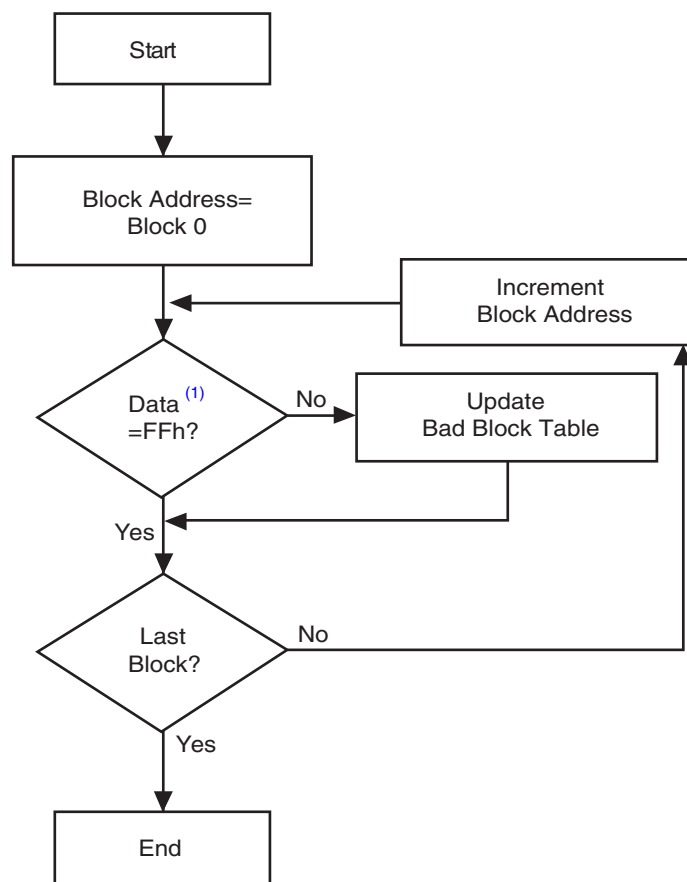 Start
Block Address=
Block 0
Increment
Block Address
Data (1)
=FFh?
No
Update
Bad Block Table
Yes
Last
Block?
No
Yes
End